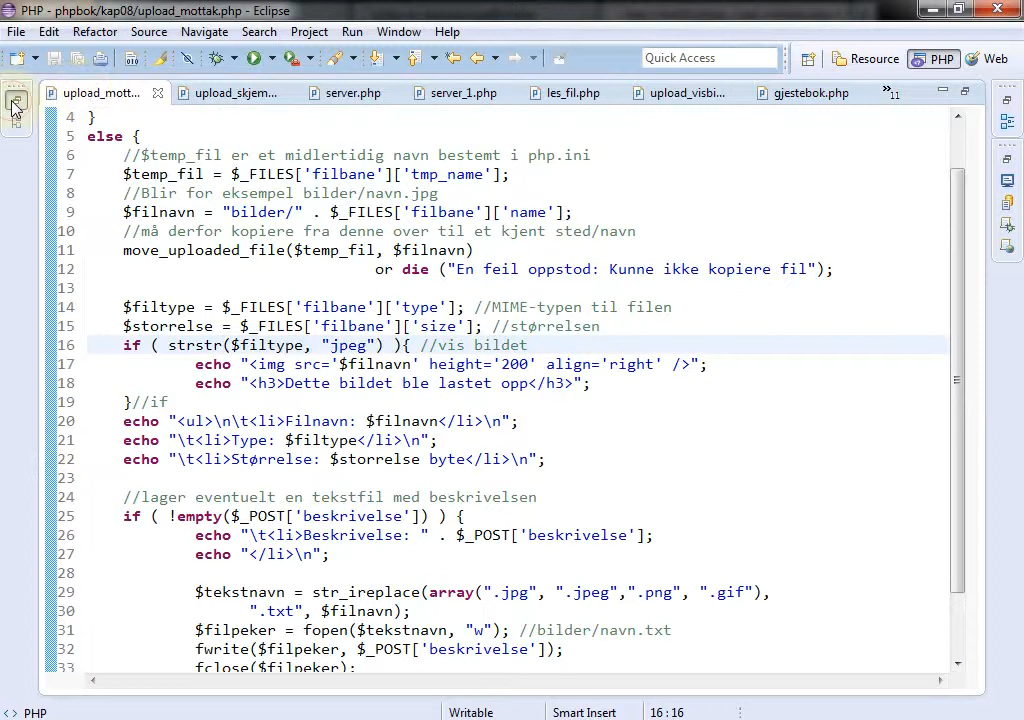 PHP - phpbok/kap08/upload_mottak.php - Eclipse
File Edit Refactor Source Navigate Search Project Run Window Help
Quick Access Resource PHP Web
upload_mott... upload_skjem... server.php server_1.php les_fil.php upload_visbi... gjestebok.php »11
4 }
5 else {
6 //$temp_fil er et midlertidig navn bestemt i php.ini
7 $temp_fil = $_FILES['filbane']['tmp_name'];
8 //Blir for eksempel bilder/navn.jpg
9 $filnavn = "bilder/" . $_FILES['filbane']['name'];
10 //må derfor kopiere fra denne over til et kjent sted/navn
11 move_uploaded_file($temp_fil, $filnavn)
12 or die ("En feil oppstod: Kunne ikke kopiere fil");
13
14 $filtype = $_FILES['filbane']['type']; //MIME-typen til filen
15 $storrelse = $_FILES['filbane']['size']; //størrelsen
16 if ( strstr($filtype, "jpeg") ){ //vis bildet
17 echo "<img src='$filnavn' height='200' align='right' />";
18 echo "<h3>Dette bildet ble lastet opp</h3>";
19 }//if
20 echo "<ul>\n\t<li>Filnavn: $filnavn</li>\n";
21 echo "\t<li>Type: $filtype</li>\n";
22 echo "\t<li>Størrelse: $storrelse byte</li>\n";
23
24 //lager eventuelt en tekstfil med beskrivelsen
25 if ( !empty($_POST['beskrivelse']) ) {
26 echo "\t<li>Beskrivelse: " . $_POST['beskrivelse'];
27 echo "</li>\n";
28
29 $tekstnavn = str_ireplace(array(".jpg", ".jpeg",".png", ".gif"),
30 ".txt", $filnavn);
31 $filpeker = fopen($tekstnavn, "w"); //bilder/navn.txt
32 fwrite($filpeker, $_POST['beskrivelse']);
33 fclose($filpeker);
<> PHP Writable Smart Insert 16 : 16